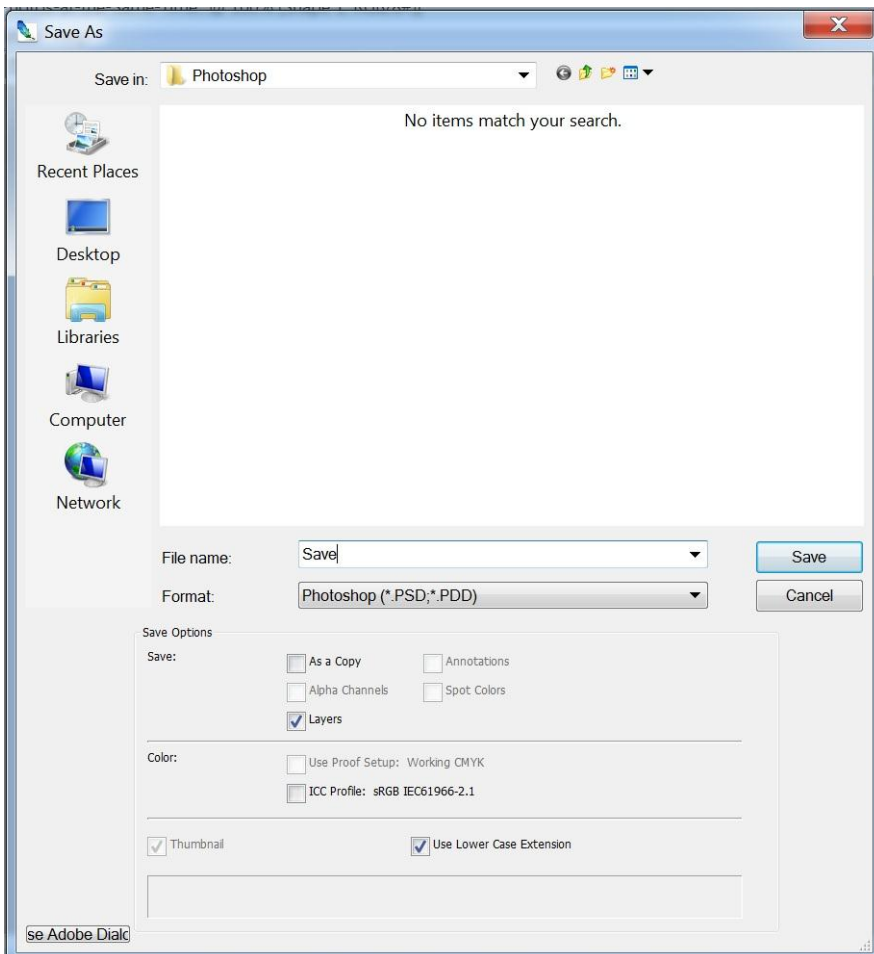 Save As
Save in: Photoshop
No items match your search.
Recent Places
Desktop
Libraries
Computer
Network
File name: Save Save
Format: Photoshop (*.PSD;*.PDD) Cancel
Save Options
Save: As a Copy Annotations
Alpha Channels Spot Colors
Layers
Color: Use Proof Setup: Working CMYK
ICC Profile: sRGB IEC61966-2.1
Thumbnail Use Lower Case Extension
se Adobe Dialc